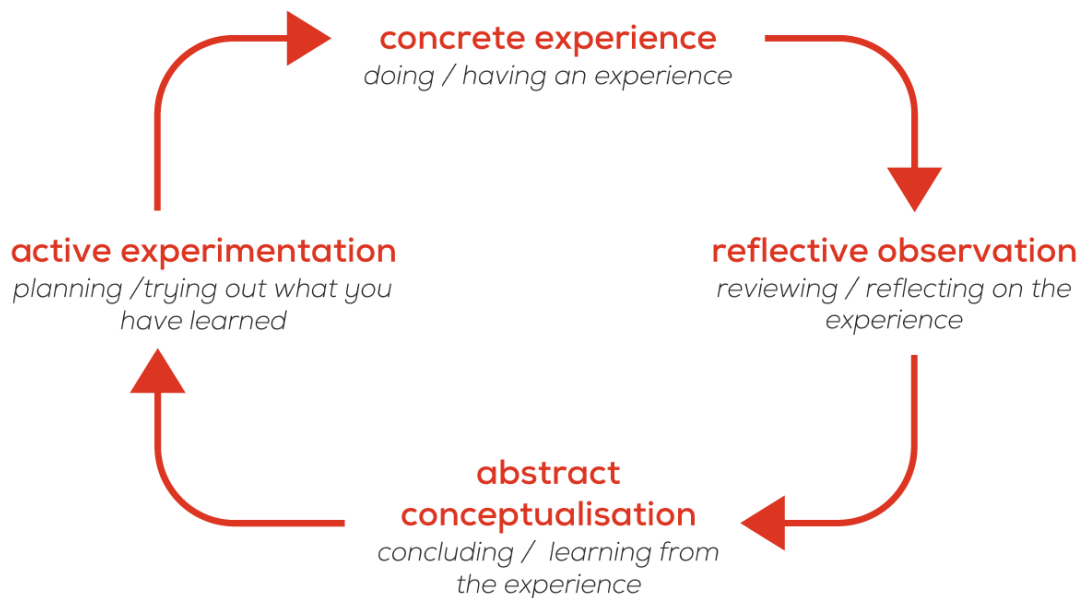 concrete experience
doing / having an experience
active experimentation
planning /trying out what you
have learned
reflective observation
reviewing / reflecting on the
experience
abstract
conceptualisation
concluding / learning from
the experience